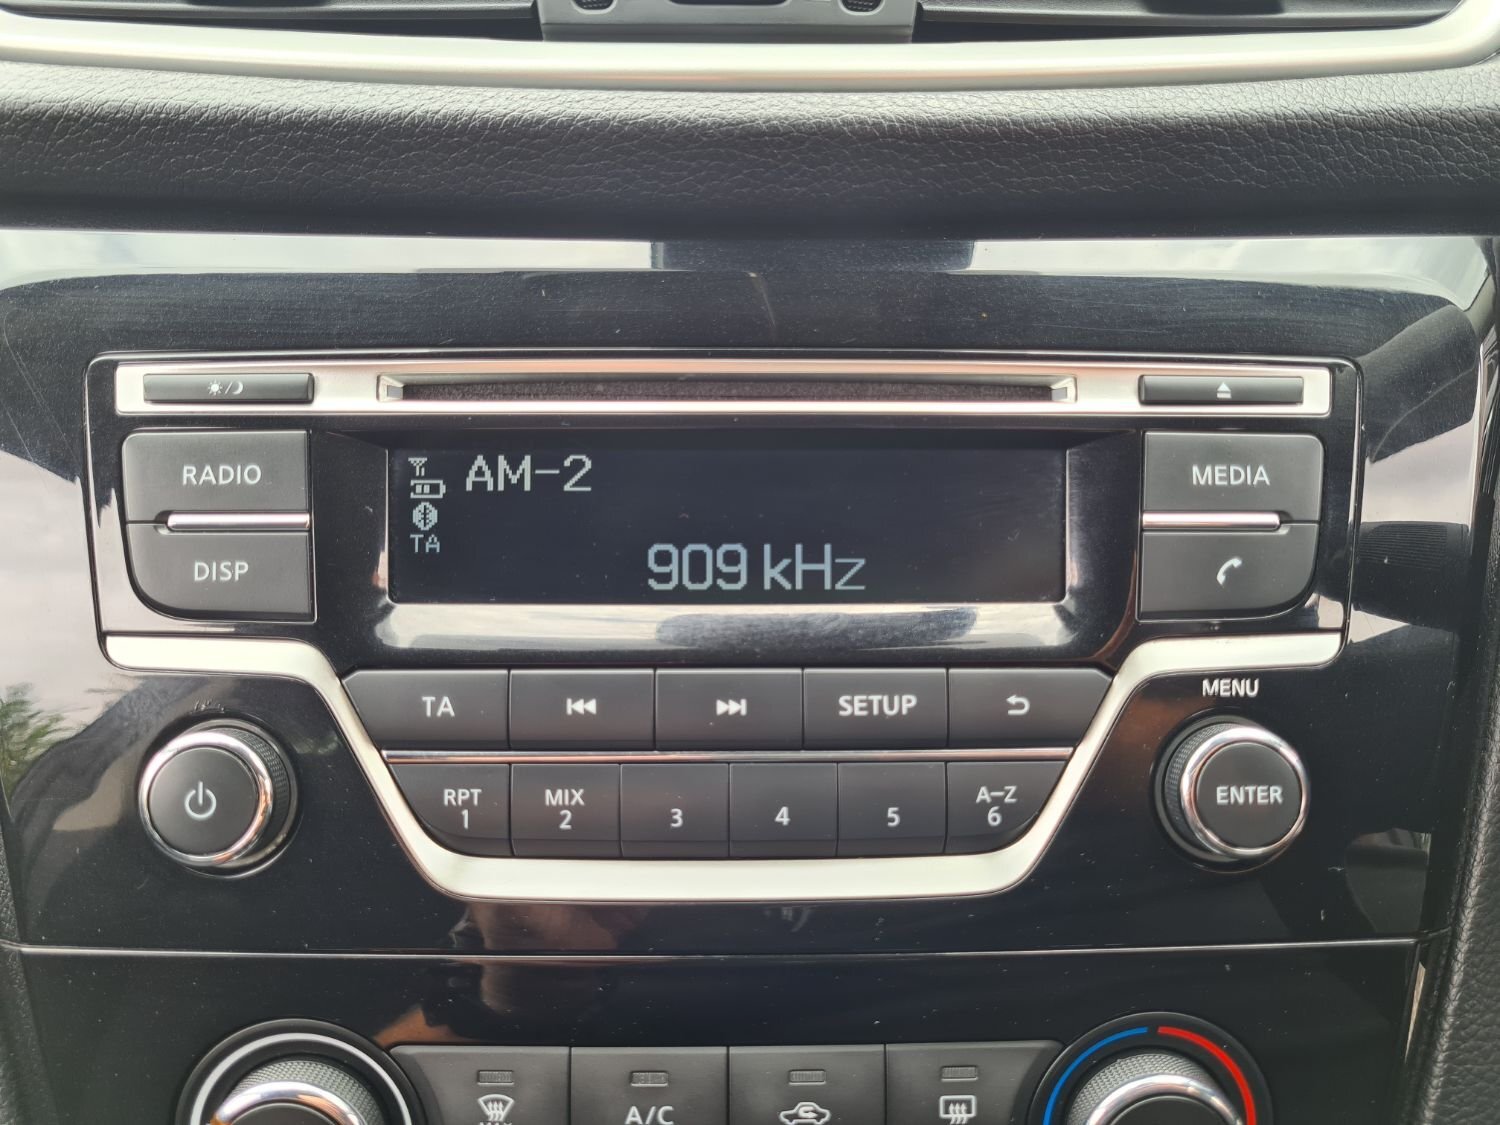 RADIO
DISP
AM-2
TA
909 kHz
MEDIA
TA
SETUP
MENU
RPT
1
MIX
2
3
4
5
A-Z
6
ENTER
A/C